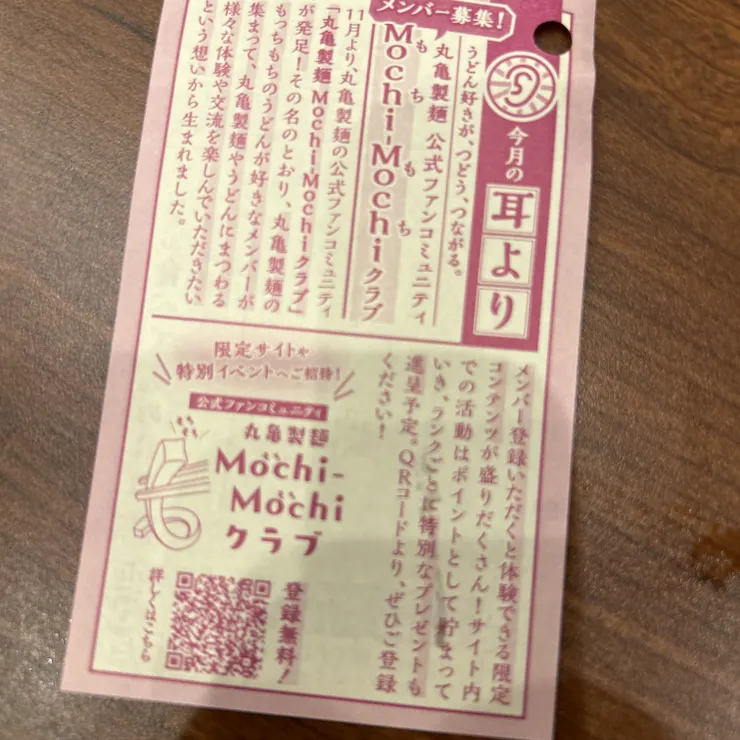 今月の
耳より
うどん好きが、つどう、つながる。
メンバー募集!
丸亀製麺 公式ファンコミュニティ
もち もち
Mochi-Mochiクラブ
11月より、丸亀製麺の公式ファンコミュニティ
「丸亀製麺 Mochi-Mochiクラブ」
が発足!その名のとおり、丸亀製麺の
もっちもちのうどんが好きなメンバーが
集まって、丸亀製麺やうどんにまつわる
様々な体験や交流を楽しんでいただきたい
という想いから生まれました。
メンバー登録いただくと体験できる限定
コンテンツが盛りだくさん!サイト内
での活動はポイントとして貯まって
いき、ランクごとに特別なプレゼントも
進呈予定。QRコードより、ぜひご登録
ください!
限定サイトや
特別イベントへご招待!
公式ファンコミュニティ
丸亀製麺
Mochi-
Mochi
クラブ
登録無料!
詳しくはこちら